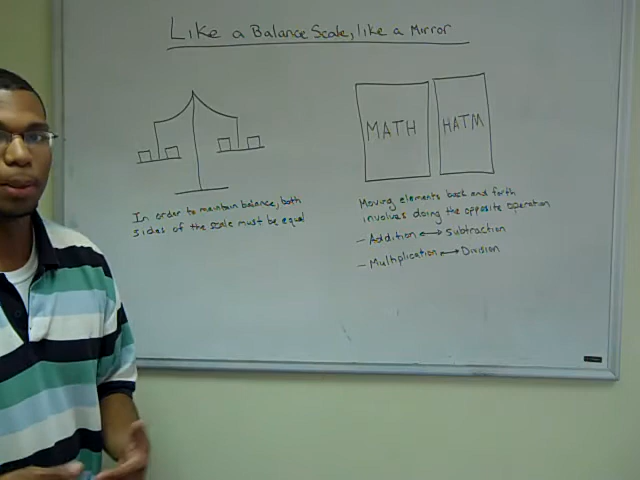 Like a Balance Scale, like a Mirror
MATH
HATM
In order to maintain balance, both
sides of the scale must be equal
Moving elements back and forth
involves doing the opposite operation
- Addition ⟷ Subtraction
- Multiplication ⟷ Division